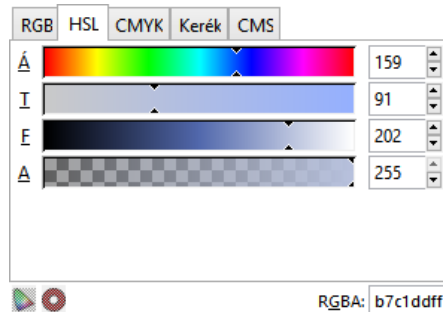 RGB HSL CMYK Kerék CMS
Á 159
T 91
F 202
A 255
RGBA: b7c1ddff